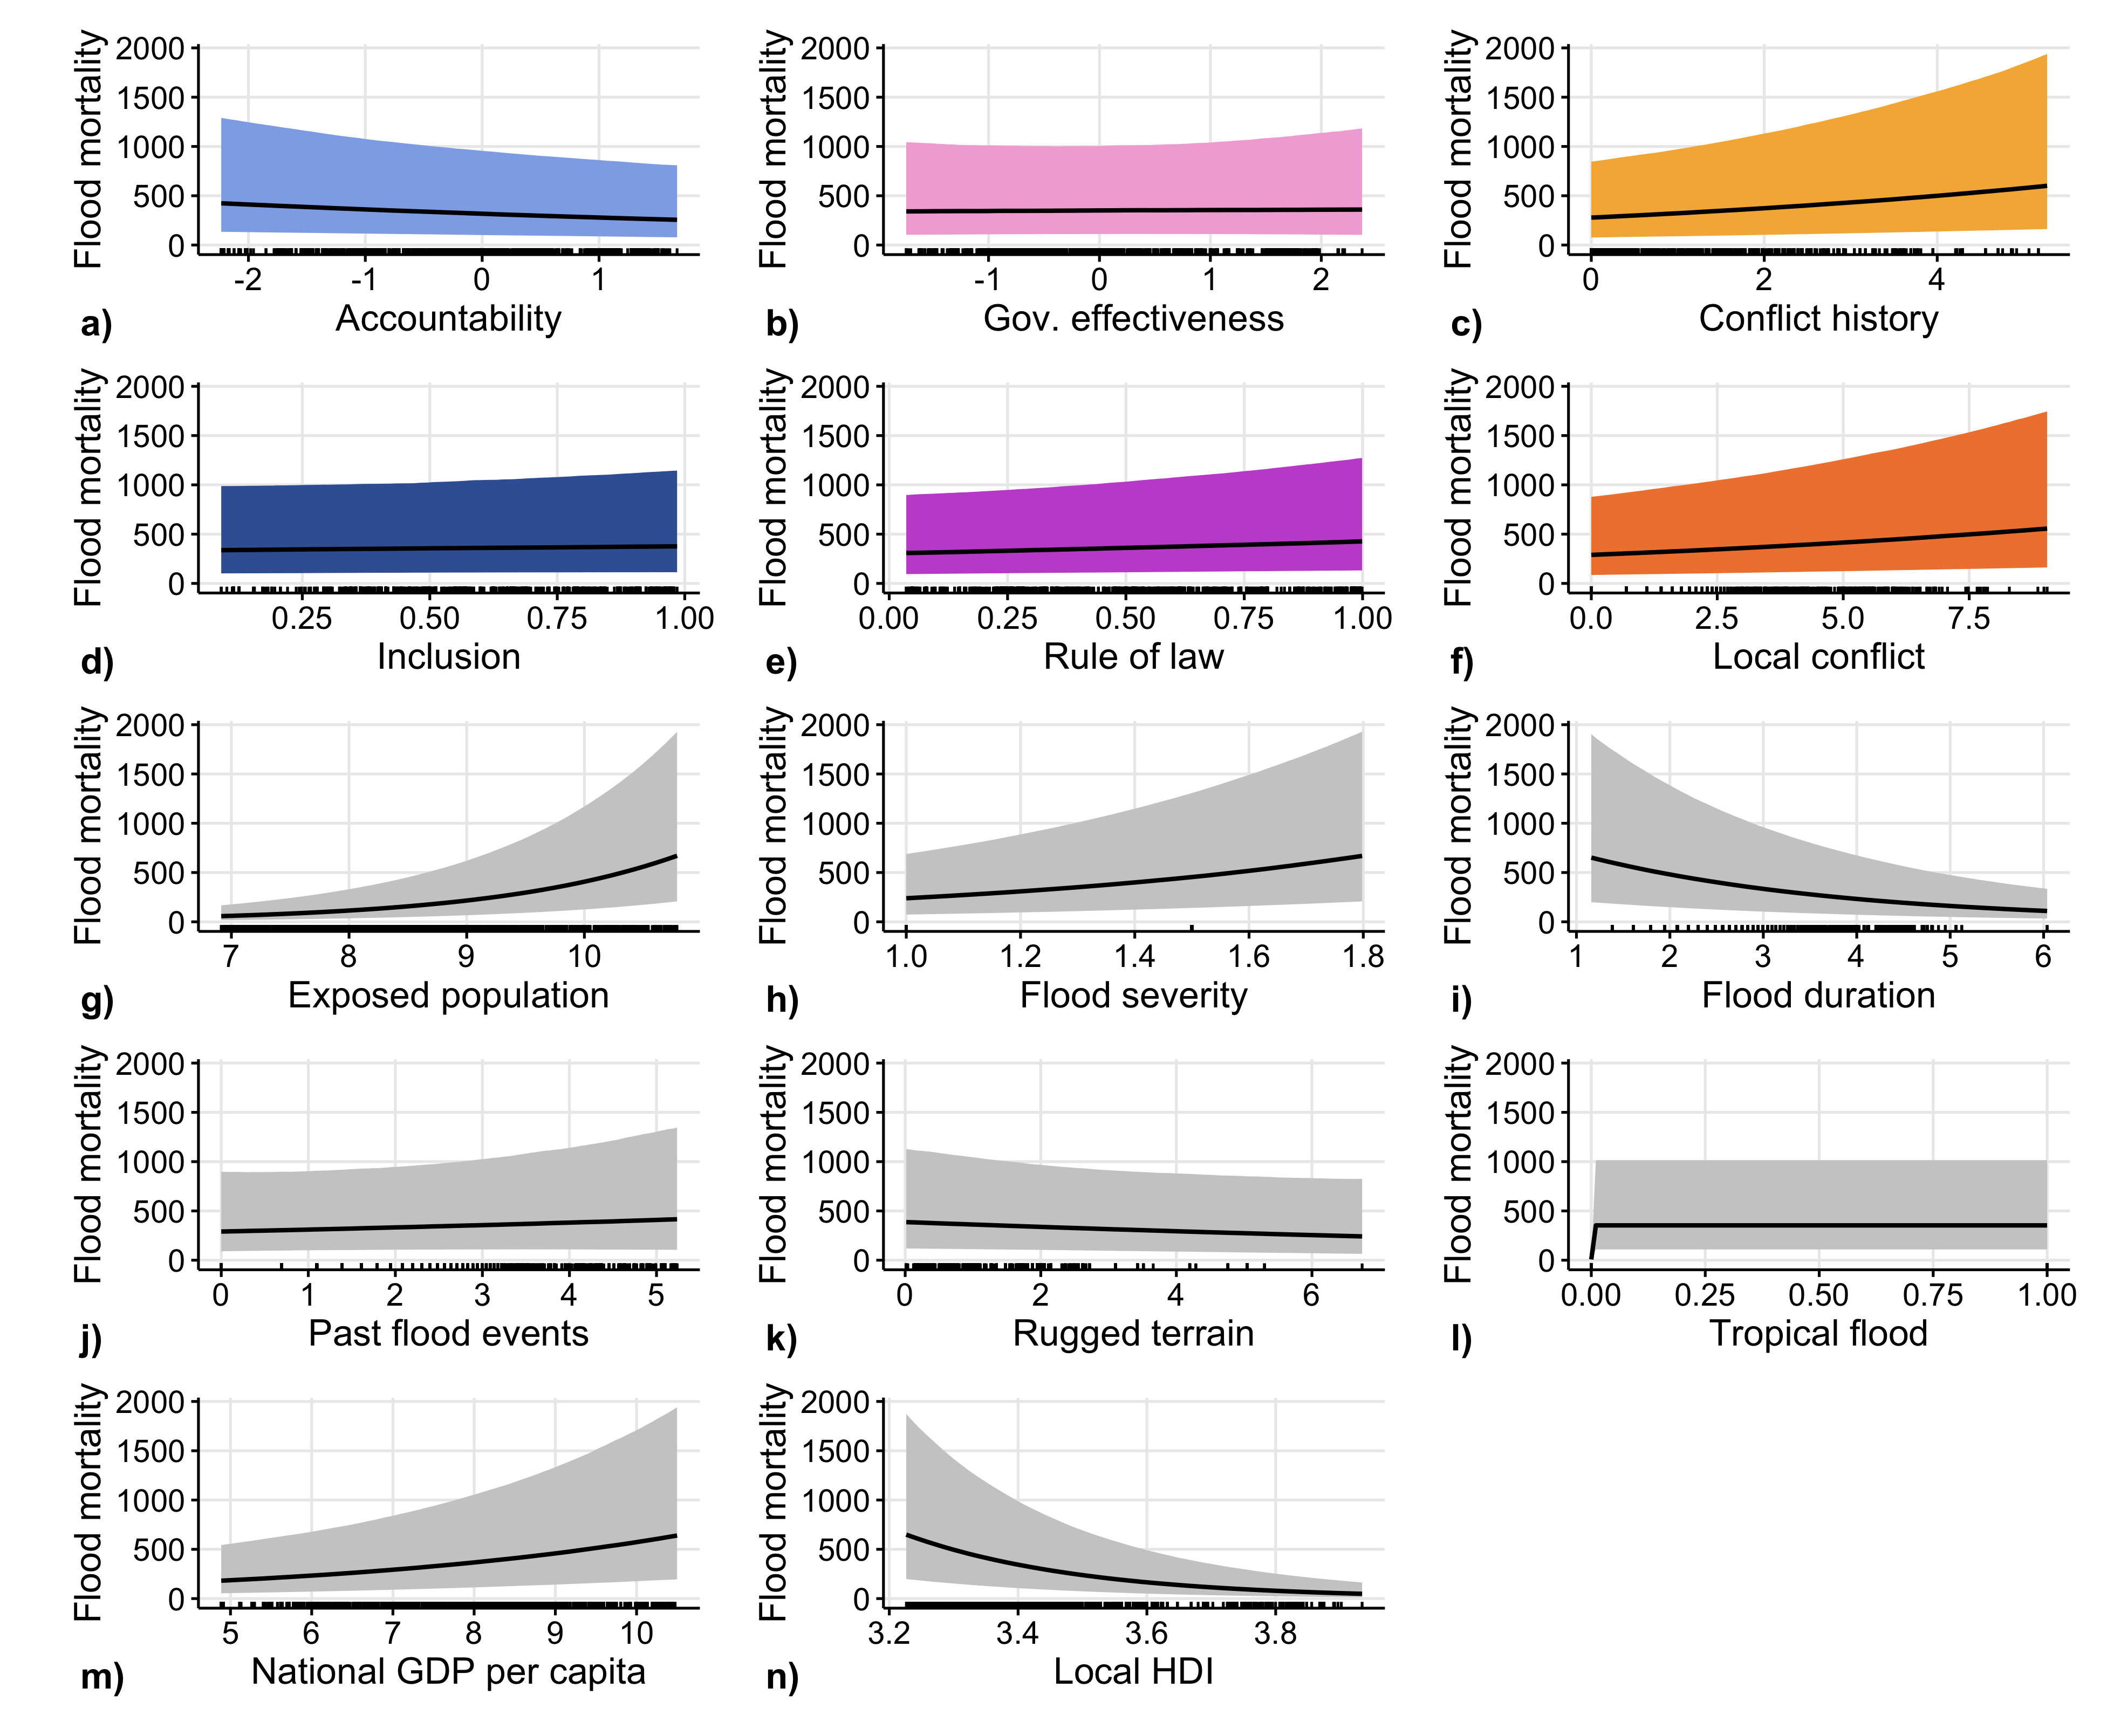 Flood mortality
2000
1500
1000
500
0
-2 -1 0 1
a) Accountability
Flood mortality
2000
1500
1000
500
0
-1 0 1 2
b) Gov. effectiveness
Flood mortality
2000
1500
1000
500
0
0 2 4
c) Conflict history
Flood mortality
2000
1500
1000
500
0
0.25 0.50 0.75 1.00
d) Inclusion
Flood mortality
2000
1500
1000
500
0
0.00 0.25 0.50 0.75 1.00
e) Rule of law
Flood mortality
2000
1500
1000
500
0
0.0 2.5 5.0 7.5
f) Local conflict
Flood mortality
2000
1500
1000
500
0
7 8 9 10
g) Exposed population
Flood mortality
2000
1500
1000
500
0
1.0 1.2 1.4 1.6 1.8
h) Flood severity
Flood mortality
2000
1500
1000
500
0
1 2 3 4 5 6
i) Flood duration
Flood mortality
2000
1500
1000
500
0
0 1 2 3 4 5
j) Past flood events
Flood mortality
2000
1500
1000
500
0
0 2 4 6
k) Rugged terrain
Flood mortality
2000
1500
1000
500
0
0.00 0.25 0.50 0.75 1.00
l) Tropical flood
Flood mortality
2000
1500
1000
500
0
5 6 7 8 9 10
m) National GDP per capita
Flood mortality
2000
1500
1000
500
0
3.2 3.4 3.6 3.8
n) Local HDI